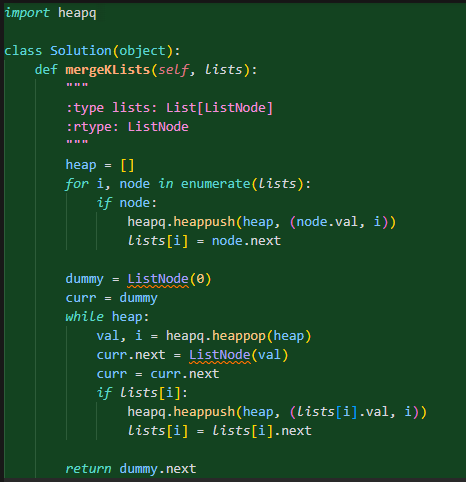 import heapq

class Solution(object):
    def mergeKLists(self, lists):
        """
        :type lists: List[ListNode]
        :rtype: ListNode
        """
        heap = []
        for i, node in enumerate(lists):
            if node:
                heapq.heappush(heap, (node.val, i))
                lists[i] = node.next

        dummy = ListNode(0)
        curr = dummy
        while heap:
            val, i = heapq.heappop(heap)
            curr.next = ListNode(val)
            curr = curr.next
            if lists[i]:
                heapq.heappush(heap, (lists[i].val, i))
                lists[i] = lists[i].next

        return dummy.next